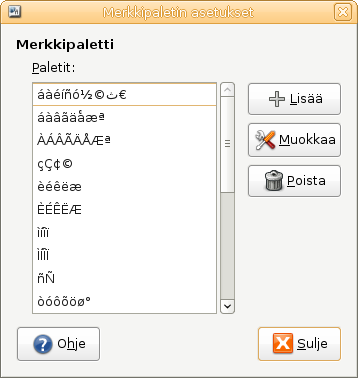 Merkkipaletin asetukset
Merkkipaletti
Paletit:
áàéíñó½©ث€
áàâãäåæª
ÀÁÂÃÄÅÆª
çÇ¢©
èéêëæ
ÈÉÊËÆ
ìíîï
ÌÍÎÏ
ñÑ
òóôõöø°
Lisää
Muokkaa
Poista
Ohje
Sulje